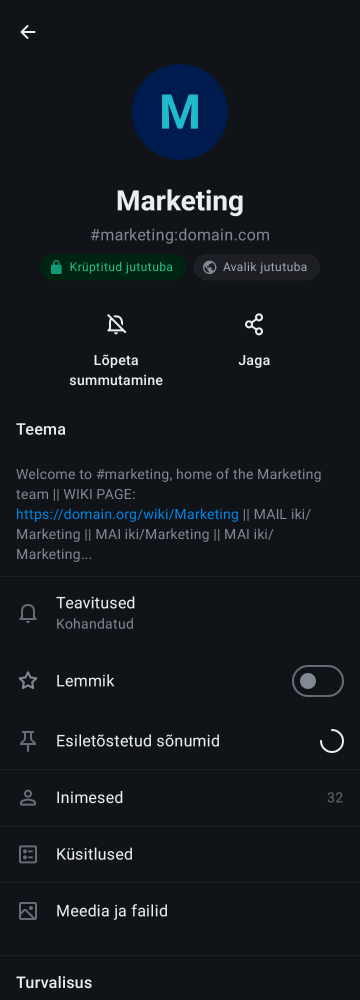 M
Marketing
#marketing:domain.com
Krüptitud jututuba
Avalik jututuba
Lõpeta
summutamine
Jaga
Teema
Welcome to #marketing, home of the Marketing
team || WIKI PAGE:
https://domain.org/wiki/Marketing || MAIL iki/
Marketing || MAI iki/Marketing || MAI iki/
Marketing...
Teavitused
Kohandatud
Lemmik
Esiletõstetud sõnumid
Inimesed 32
Küsitlused
Meedia ja failid
Turvalisus